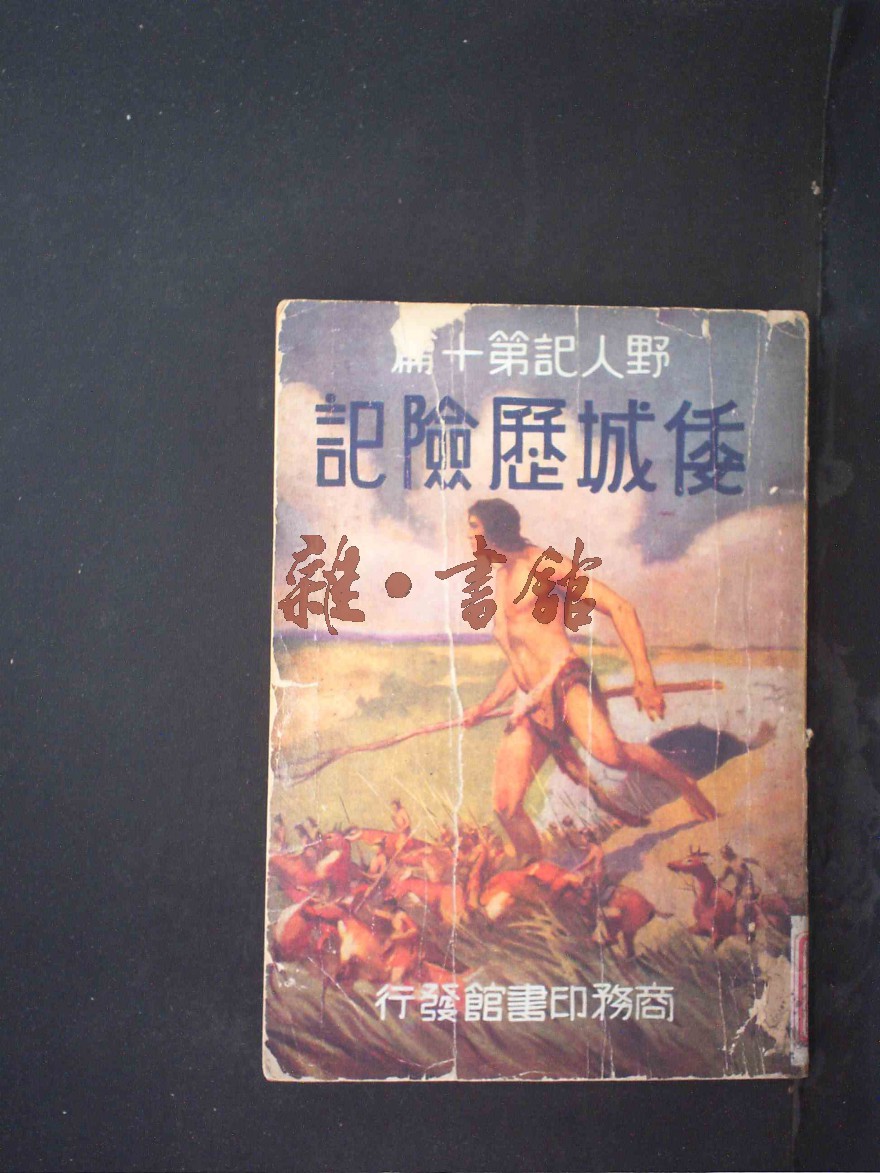 野人記第十篇
倭城歷險記
雜·書館
商務印書館發行